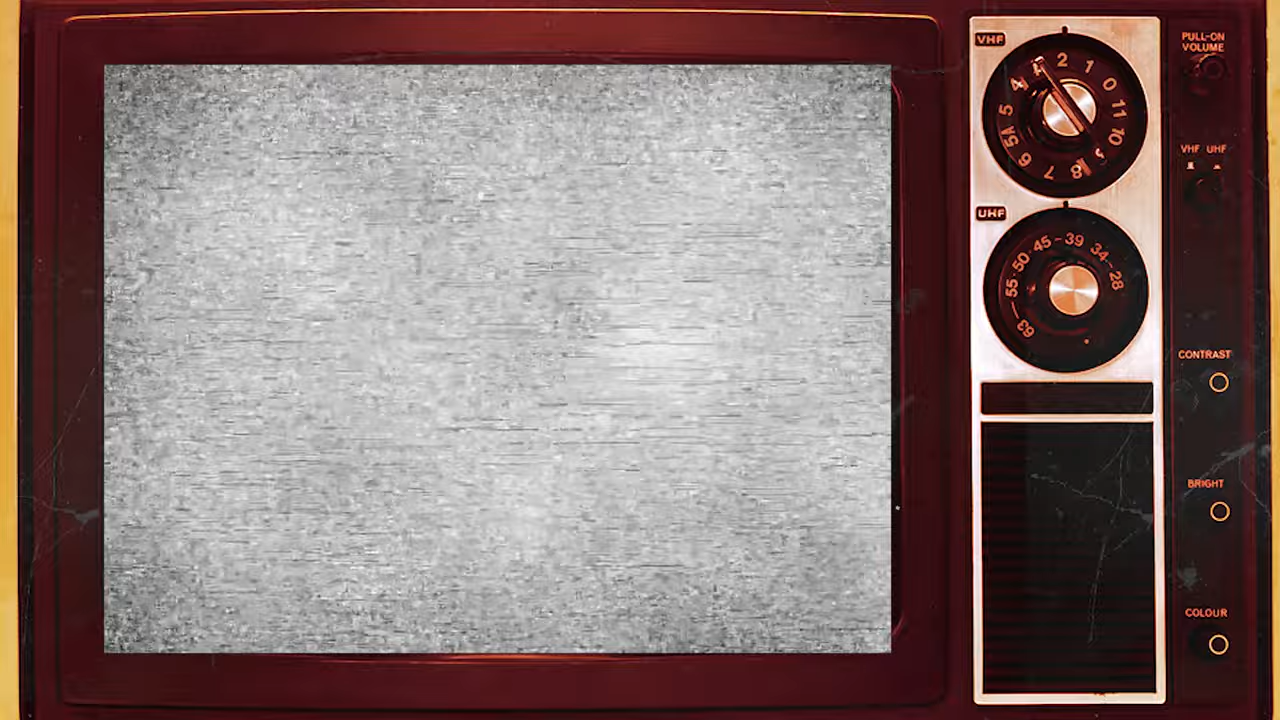 VHF
2 1 0 11 10
8 7 6 5A 5 4
UHF
63 55 50 45 39 34 28
PULL-ON
VOLUME
VHF UHF
CONTRAST
BRIGHT
COLOUR